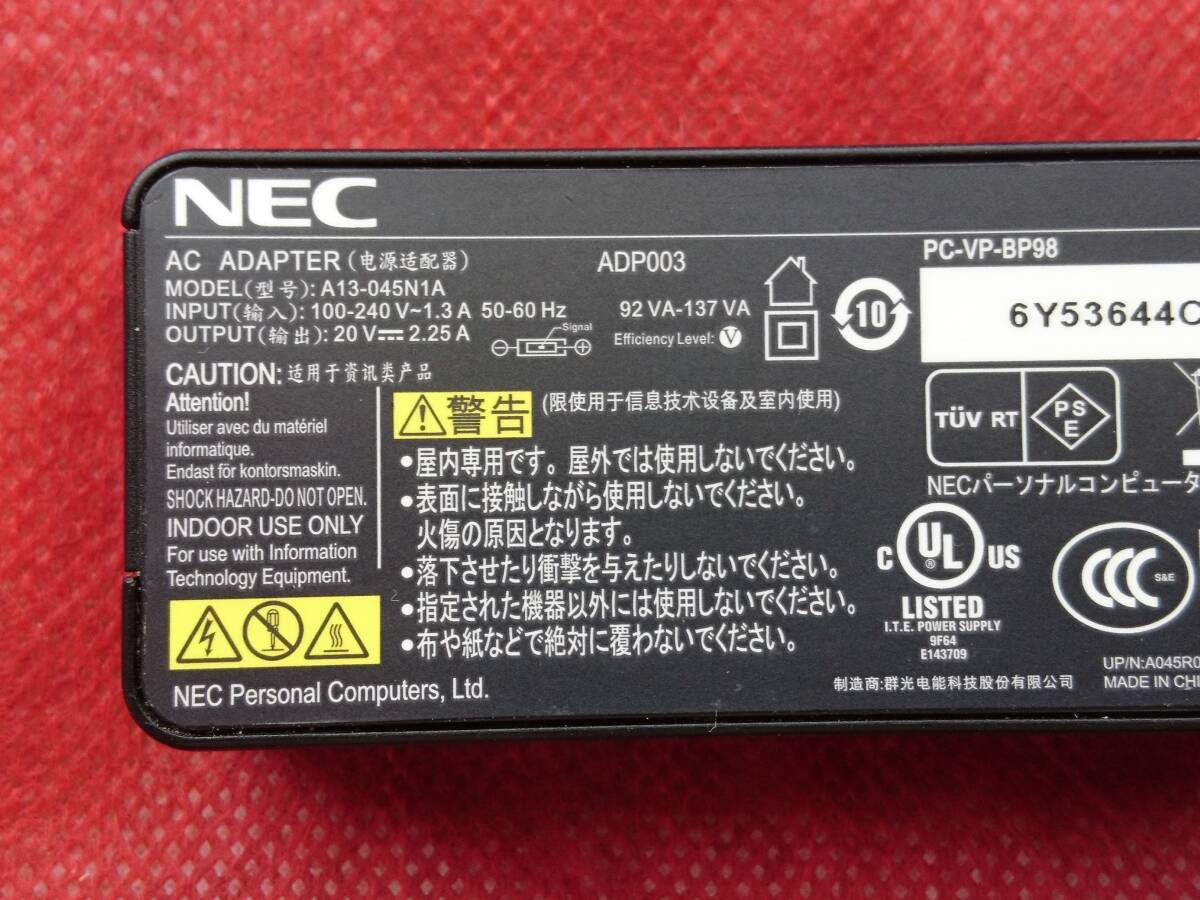 NEC
AC ADAPTER (电源适配器)
ADP003
PC-VP-BP98
MODEL(型号): A13-045N1A
INPUT(输入): 100-240 V~1.3 A 50-60 Hz
92 VA-137 VA
OUTPUT(输出): 20 V⎓ 2.25 A
Signal
Efficiency Level: V
10
6Y53644C
CAUTION: 适用于资讯类产品
Attention!
Utiliser avec du matériel
informatique.
Endast för kontorsmaskin.
SHOCK HAZARD-DO NOT OPEN.
INDOOR USE ONLY
For use with Information
Technology Equipment.
警告 (限使用于信息技术设备及室内使用)
•屋内専用です。屋外では使用しないでください。
•表面に接触しながら使用しないでください。
火傷の原因となります。
•落下させたり衝撃を与えたりしないでください。
•指定された機器以外には使用しないでください。
•布や紙などで絶対に覆わないでください。
TÜV RT
PS
E
NECパーソナルコンピュータ
C UL ® US
LISTED
I.T.E. POWER SUPPLY
9F64
E143709
CCC S&E
NEC Personal Computers, Ltd.
制造商:群光电能科技股份有限公司
UP/N:A045R0
MADE IN CHI